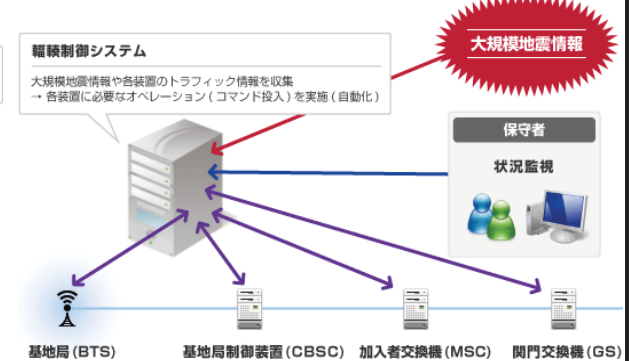 大規模地震情報
輻輳制御システム
大規模地震情報や各装置のトラフィック情報を収集
→ 各装置に必要なオペレーション(コマンド投入)を実施(自動化)
保守者
状況監視
基地局(BTS)
基地局制御装置(CBSC)
加入者交換機(MSC)
関門交換機(GS)